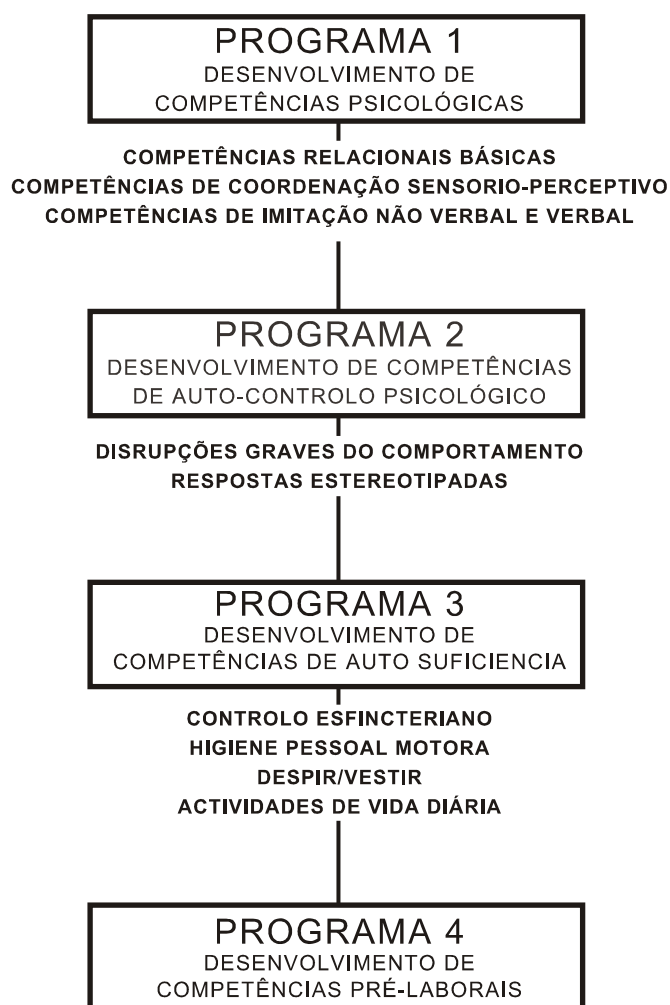 PROGRAMA 1
DESENVOLVIMENTO DE
COMPETÊNCIAS PSICOLÓGICAS
COMPETÊNCIAS RELACIONAIS BÁSICAS
COMPETÊNCIAS DE COORDENAÇÃO SENSORIO-PERCEPTIVO
COMPETÊNCIAS DE IMITAÇÃO NÃO VERBAL E VERBAL
PROGRAMA 2
DESENVOLVIMENTO DE COMPETÊNCIAS
DE AUTO-CONTROLO PSICOLÓGICO
DISRUPÇÕES GRAVES DO COMPORTAMENTO
RESPOSTAS ESTEREOTIPADAS
PROGRAMA 3
DESENVOLVIMENTO DE
COMPETÊNCIAS DE AUTO SUFICIENCIA
CONTROLO ESFINCTERIANO
HIGIENE PESSOAL MOTORA
DESPIR/VESTIR
ACTIVIDADES DE VIDA DIÁRIA
PROGRAMA 4
DESENVOLVIMENTO DE
COMPETÊNCIAS PRÉ-LABORAIS